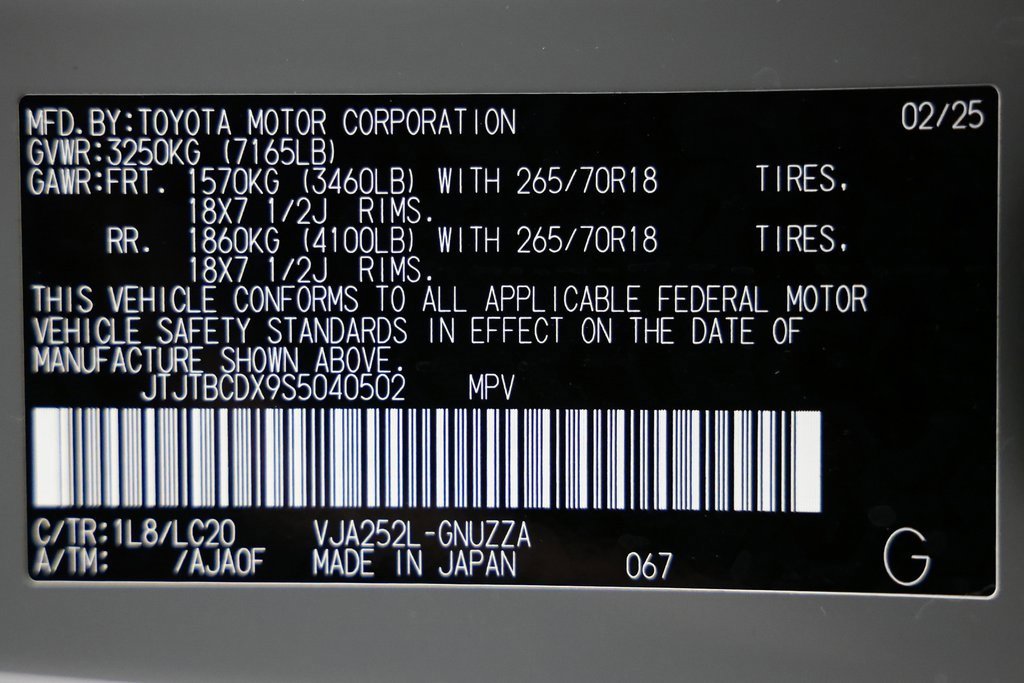 MFD.BY:TOYOTA MOTOR CORPORATION 02/25
GVWR:3250KG (7165LB)
GAWR:FRT. 1570KG (3460LB) WITH 265/70R18 TIRES,
18X7 1/2J RIMS.
RR. 1860KG (4100LB) WITH 265/70R18 TIRES,
18X7 1/2J RIMS.
THIS VEHICLE CONFORMS TO ALL APPLICABLE FEDERAL MOTOR
VEHICLE SAFETY STANDARDS IN EFFECT ON THE DATE OF
MANUFACTURE SHOWN ABOVE.
JTJTBCDX9S5040502 MPV
C/TR:1L8/LC20 VJA252L-GNUZZA
A/TM: /AJA0F MADE IN JAPAN 067 G